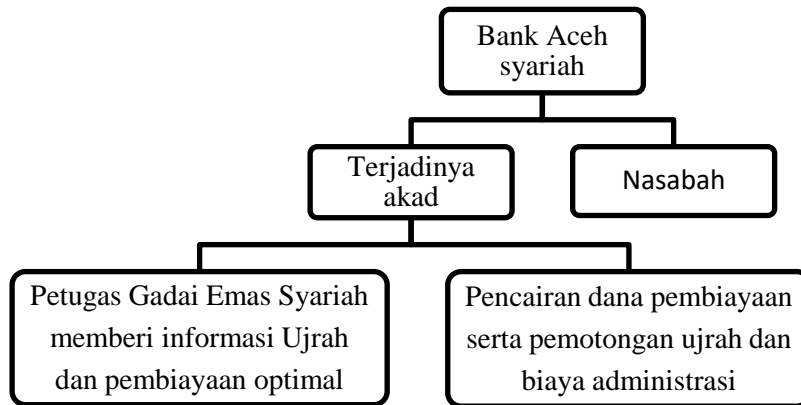 Bank Aceh
syariah
Terjadinya
akad
Nasabah
Petugas Gadai Emas Syariah
memberi informasi Ujrah
dan pembiayaan optimal
Pencairan dana pembiayaan
serta pemotongan ujrah dan
biaya administrasi